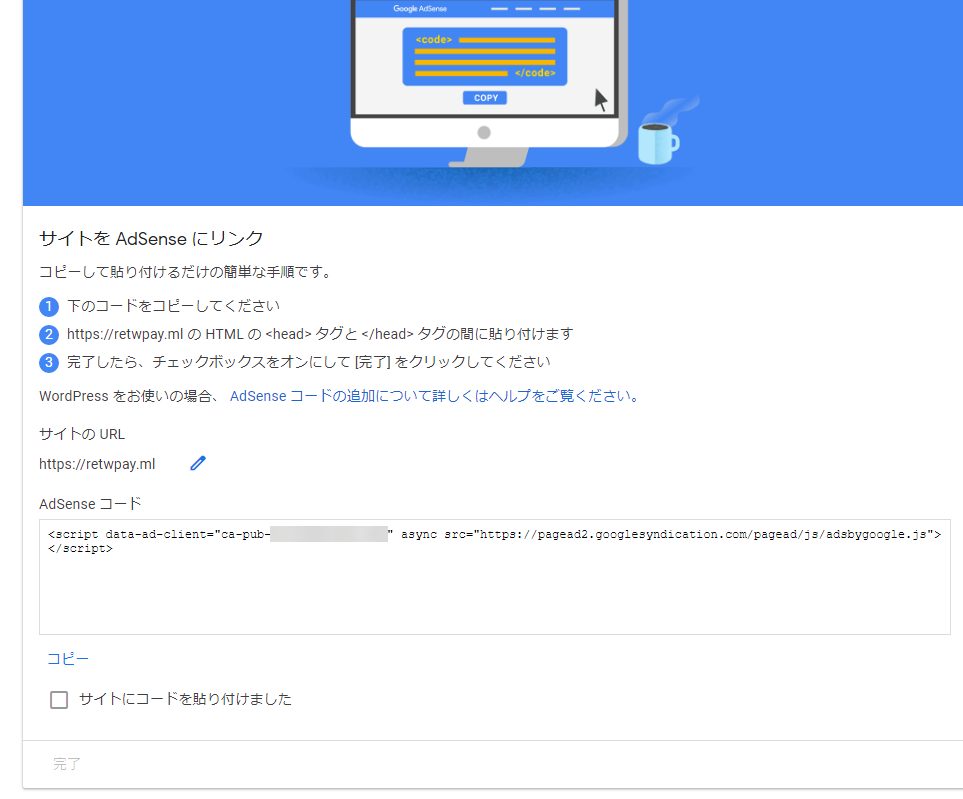 Google AdSense
<code>
</code>
COPY
サイトを AdSense にリンク
コピーして貼り付けるだけの簡単な手順です。
1 下のコードをコピーしてください
2 https://retwpay.ml の HTML の <head> タグと </head> タグの間に貼り付けます
3 完了したら、チェックボックスをオンにして [完了] をクリックしてください
WordPress をお使いの場合、 AdSense コードの追加について詳しくはヘルプをご覧ください。
サイトの URL
https://retwpay.ml
AdSense コード
<script data-ad-client="ca-pub-" async src="https://pagead2.googlesyndication.com/pagead/js/adsbygoogle.js">
</script>
コピー
サイトにコードを貼り付けました
完了